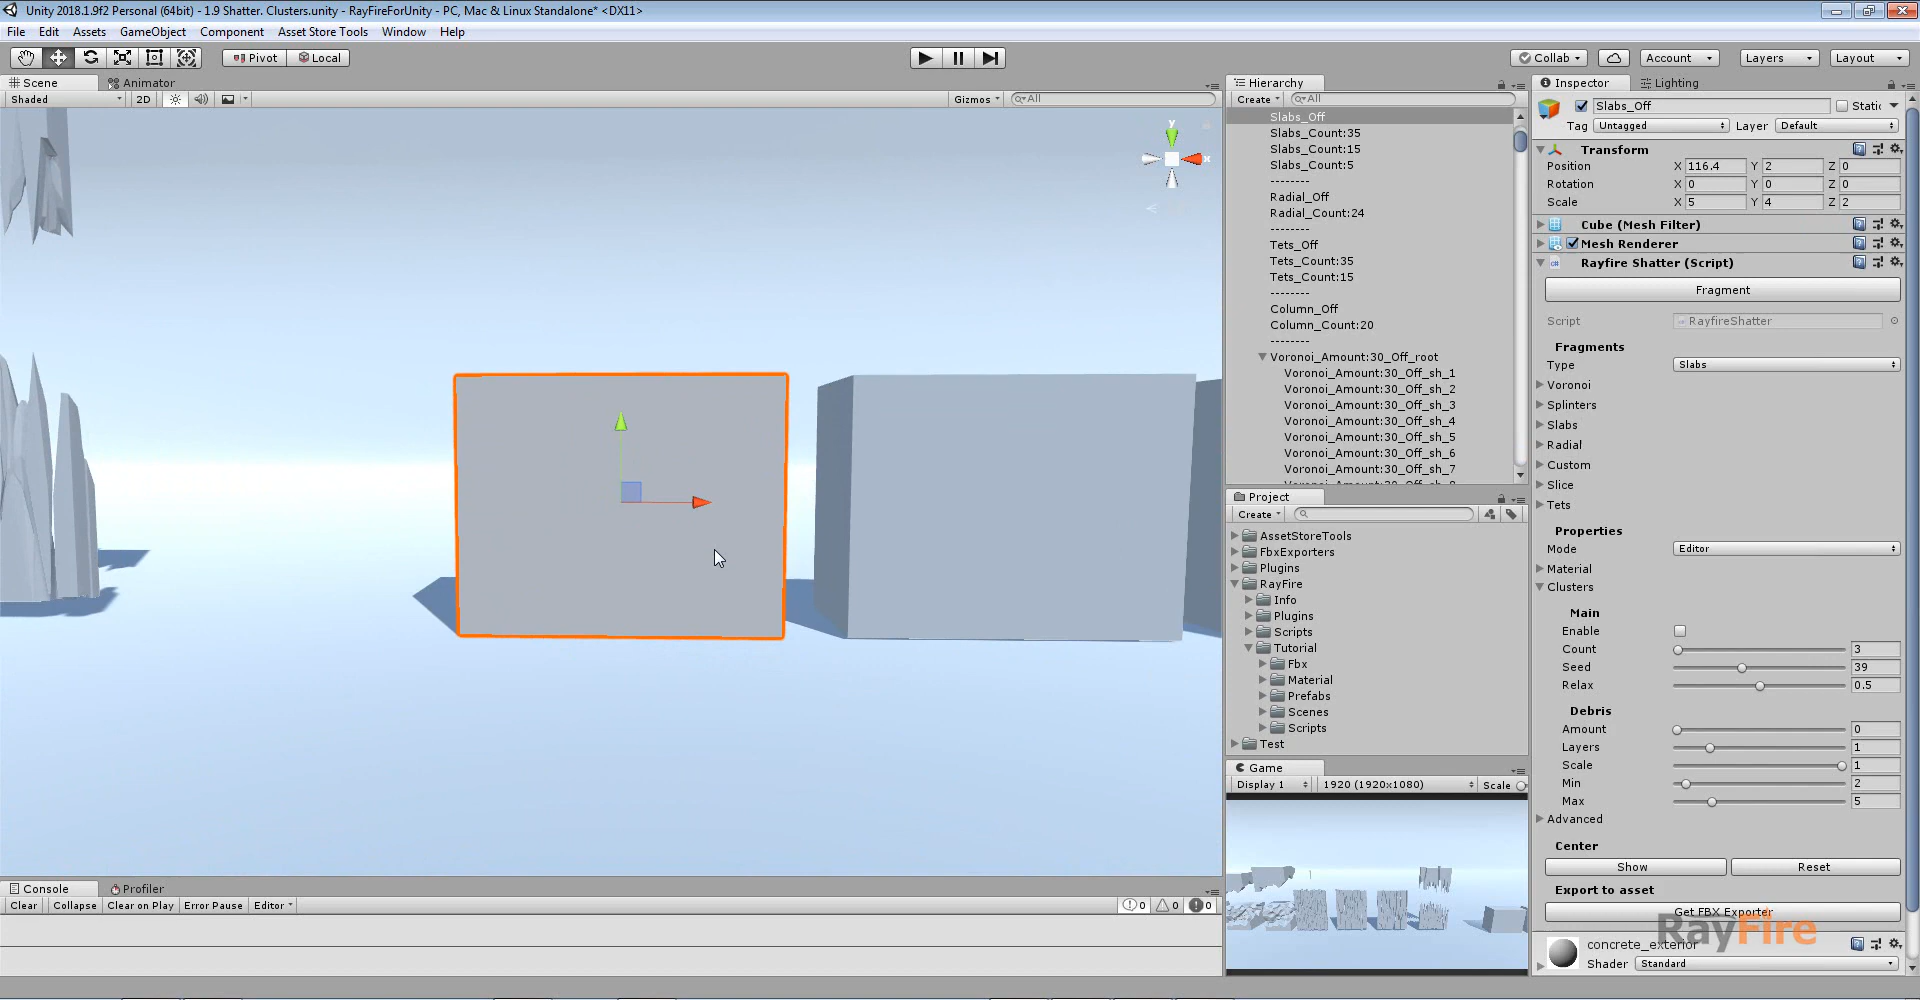 Unity 2018.1.9f2 Personal (64bit) - 1.9 Shatter. Clusters.unity - RayFireForUnity - PC, Mac & Linux Standalone* <DX11>
File Edit Assets GameObject Component Asset Store Tools Window Help
Pivot Local Collab Account Layers Layout
Scene Animator
Shaded 2D Gizmos All
y
x
Console Profiler
Clear Collapse Clear on Play Error Pause Editor 0 0 0
Hierarchy
Create All
Slabs_Off
Slabs_Count:35
Slabs_Count:15
Slabs_Count:5
--------
Radial_Off
Radial_Count:24
--------
Tets_Off
Tets_Count:35
Tets_Count:15
--------
Column_Off
Column_Count:20
--------
Voronoi_Amount:30_Off_root
Voronoi_Amount:30_Off_sh_1
Voronoi_Amount:30_Off_sh_2
Voronoi_Amount:30_Off_sh_3
Voronoi_Amount:30_Off_sh_4
Voronoi_Amount:30_Off_sh_5
Voronoi_Amount:30_Off_sh_6
Voronoi_Amount:30_Off_sh_7
Project
Create
AssetStoreTools
FbxExporters
Plugins
RayFire
Info
Plugins
Scripts
Tutorial
Fbx
Material
Prefabs
Scenes
Scripts
Test
Game
Display 1 1920 (1920x1080) Scale
Inspector Lighting
Slabs_Off Static
Tag Untagged Layer Default
Transform
Position X 116.4 Y 2 Z 0
Rotation X 0 Y 0 Z 0
Scale X 5 Y 4 Z 2
Cube (Mesh Filter)
Mesh Renderer
Rayfire Shatter (Script)
Fragment
Script RayfireShatter
Fragments
Type Slabs
Voronoi
Splinters
Slabs
Radial
Custom
Slice
Tets
Properties
Mode Editor
Material
Clusters
Main
Enable
Count 3
Seed 39
Relax 0.5
Debris
Amount 0
Layers 1
Scale 1
Min 2
Max 5
Advanced
Center
Show Reset
Export to asset
Get FBX Exporter
RayFire
concrete_exterior
Shader Standard